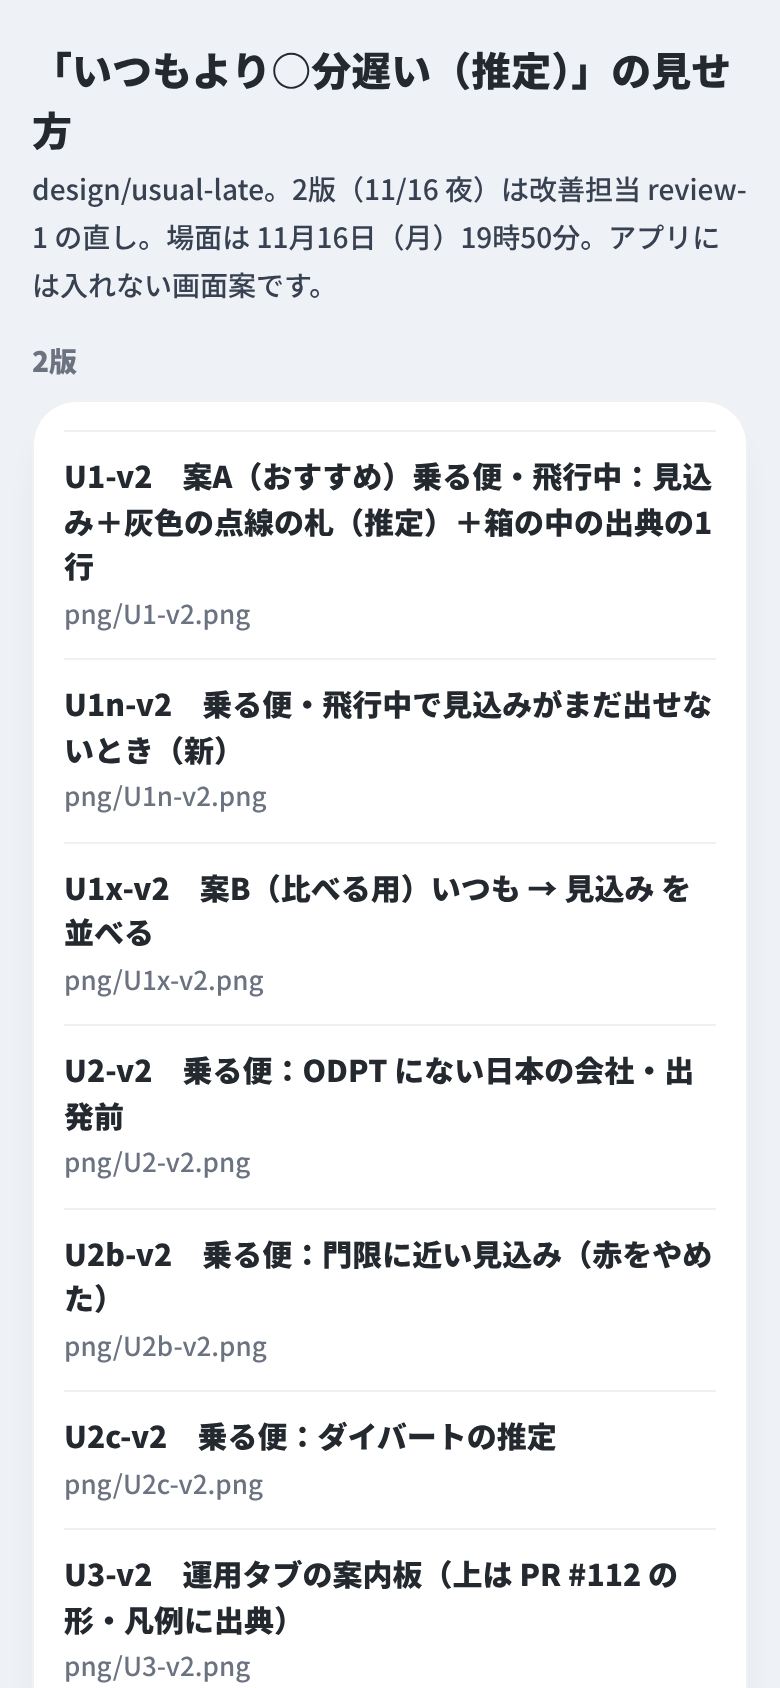 「いつもより○分遅い（推定）」の見せ
方
design/usual-late。2版（11/16 夜）は改善担当 review-
1 の直し。場面は 11月16日（月）19時50分。アプリに
は入れない画面案です。
2版
U1-v2　案A（おすすめ）乗る便・飛行中：見込
み＋灰色の点線の札（推定）＋箱の中の出典の1
行
png/U1-v2.png
U1n-v2　乗る便・飛行中で見込みがまだ出せな
いとき（新）
png/U1n-v2.png
U1x-v2　案B（比べる用）いつも → 見込み を
並べる
png/U1x-v2.png
U2-v2　乗る便：ODPT にない日本の会社・出
発前
png/U2-v2.png
U2b-v2　乗る便：門限に近い見込み（赤をやめ
た）
png/U2b-v2.png
U2c-v2　乗る便：ダイバートの推定
png/U2c-v2.png
U3-v2　運用タブの案内板（上は PR #112 の
形・凡例に出典）
png/U3-v2.png